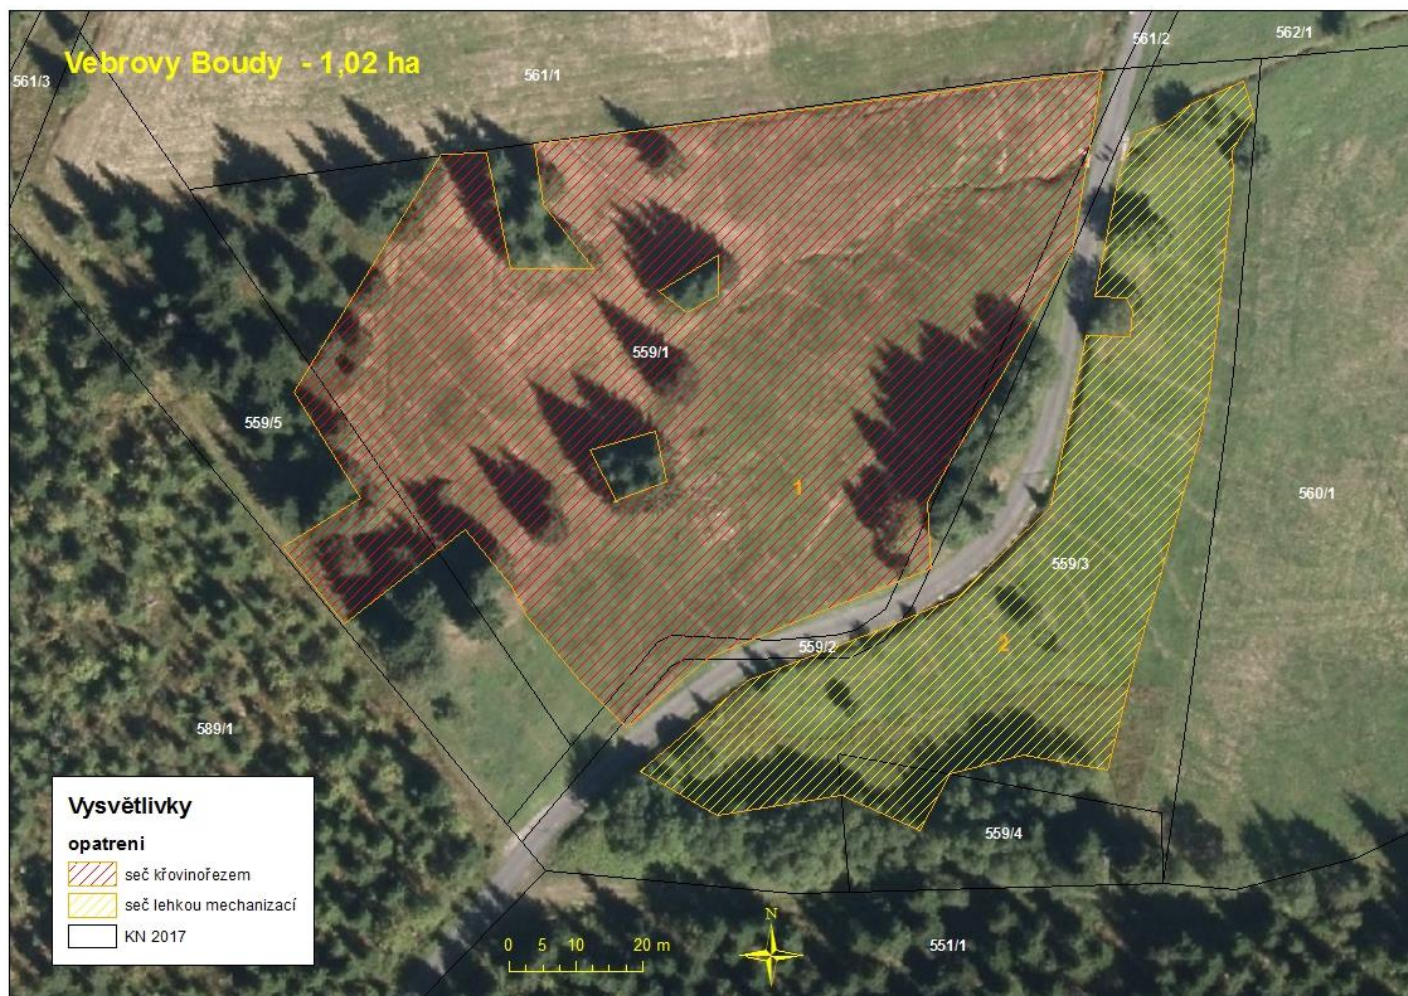 Vebrovy Boudy - 1,02 ha
561/3
561/1
561/2
562/1
559/1
559/5
1
560/1
559/3
559/2
2
589/1
559/4
551/1
Vysvětlivky
opatreni
seč křovinořezem
seč lehkou mechanizací
KN 2017
0 5 10 20 m
N